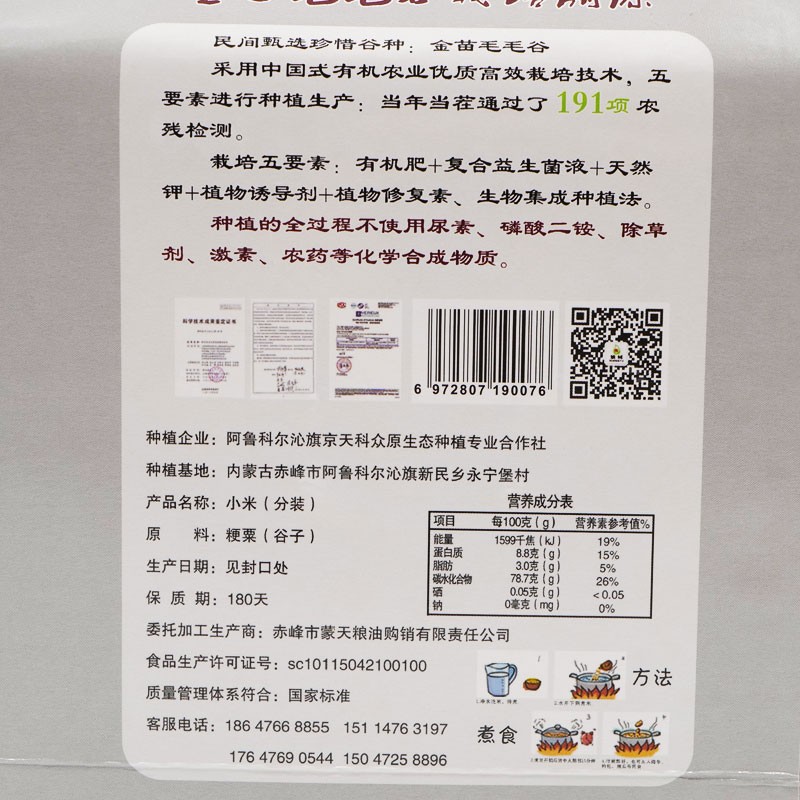 民间甄选珍惜谷种：金苗毛毛谷
采用中国式有机农业优质高效栽培技术，五
要素进行种植生产；当年当茬通过了 191项 农
残检测。
栽培五要素：有机肥+复合益生菌液+天然
钾+植物诱导剂+植物修复素、生物集成种植法。
种植的全过程不使用尿素、磷酸二铵、除草
剂、激素、农药等化学合成物质。
科学技术成果鉴定证书
6 972807 190076
种植企业：阿鲁科尔沁旗京天科众原生态种植专业合作社
种植基地：内蒙古赤峰市阿鲁科尔沁旗新民乡永宁堡村
产品名称：小米（分装）
原 料：粳粟（谷子）
生产日期：见封口处
保 质 期：180天
营养成分表
项目 每100克（g） 营养素参考值%
能量 1599千焦（kJ） 19%
蛋白质 8.8克（g） 15%
脂肪 3.0克（g） 5%
碳水化合物 78.7克（g） 26%
硒 0.05克（g） <0.05
钠 0毫克（mg） 0%
委托加工生产商：赤峰市蒙天粮油购销有限责任公司
食品生产许可证号：sc10115042100100
质量管理体系符合：国家标准
客服电话：186 4766 8855 151 1476 3197
176 4769 0544 150 4725 8896
方法
煮食